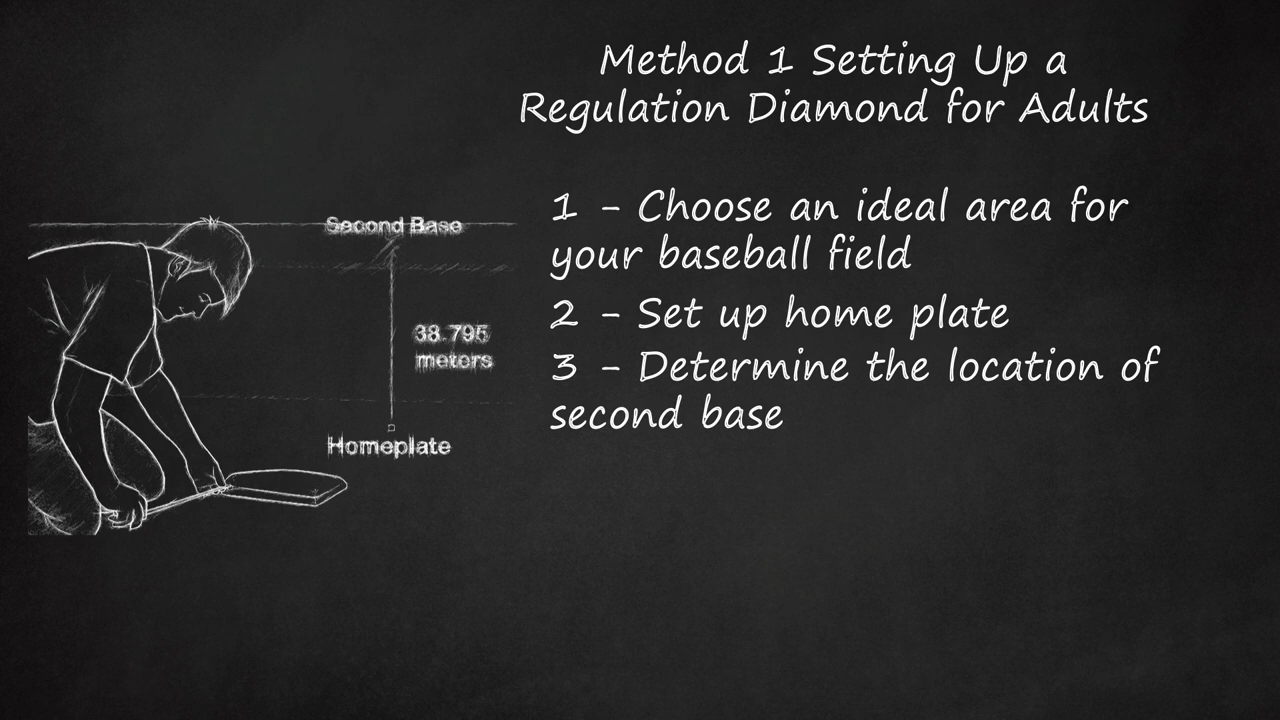 Method 1 Setting Up a
Regulation Diamond for Adults
1 - Choose an ideal area for
your baseball field
2 - Set up home plate
3 - Determine the location of
second base
Second Base
38.795
meters
Homeplate